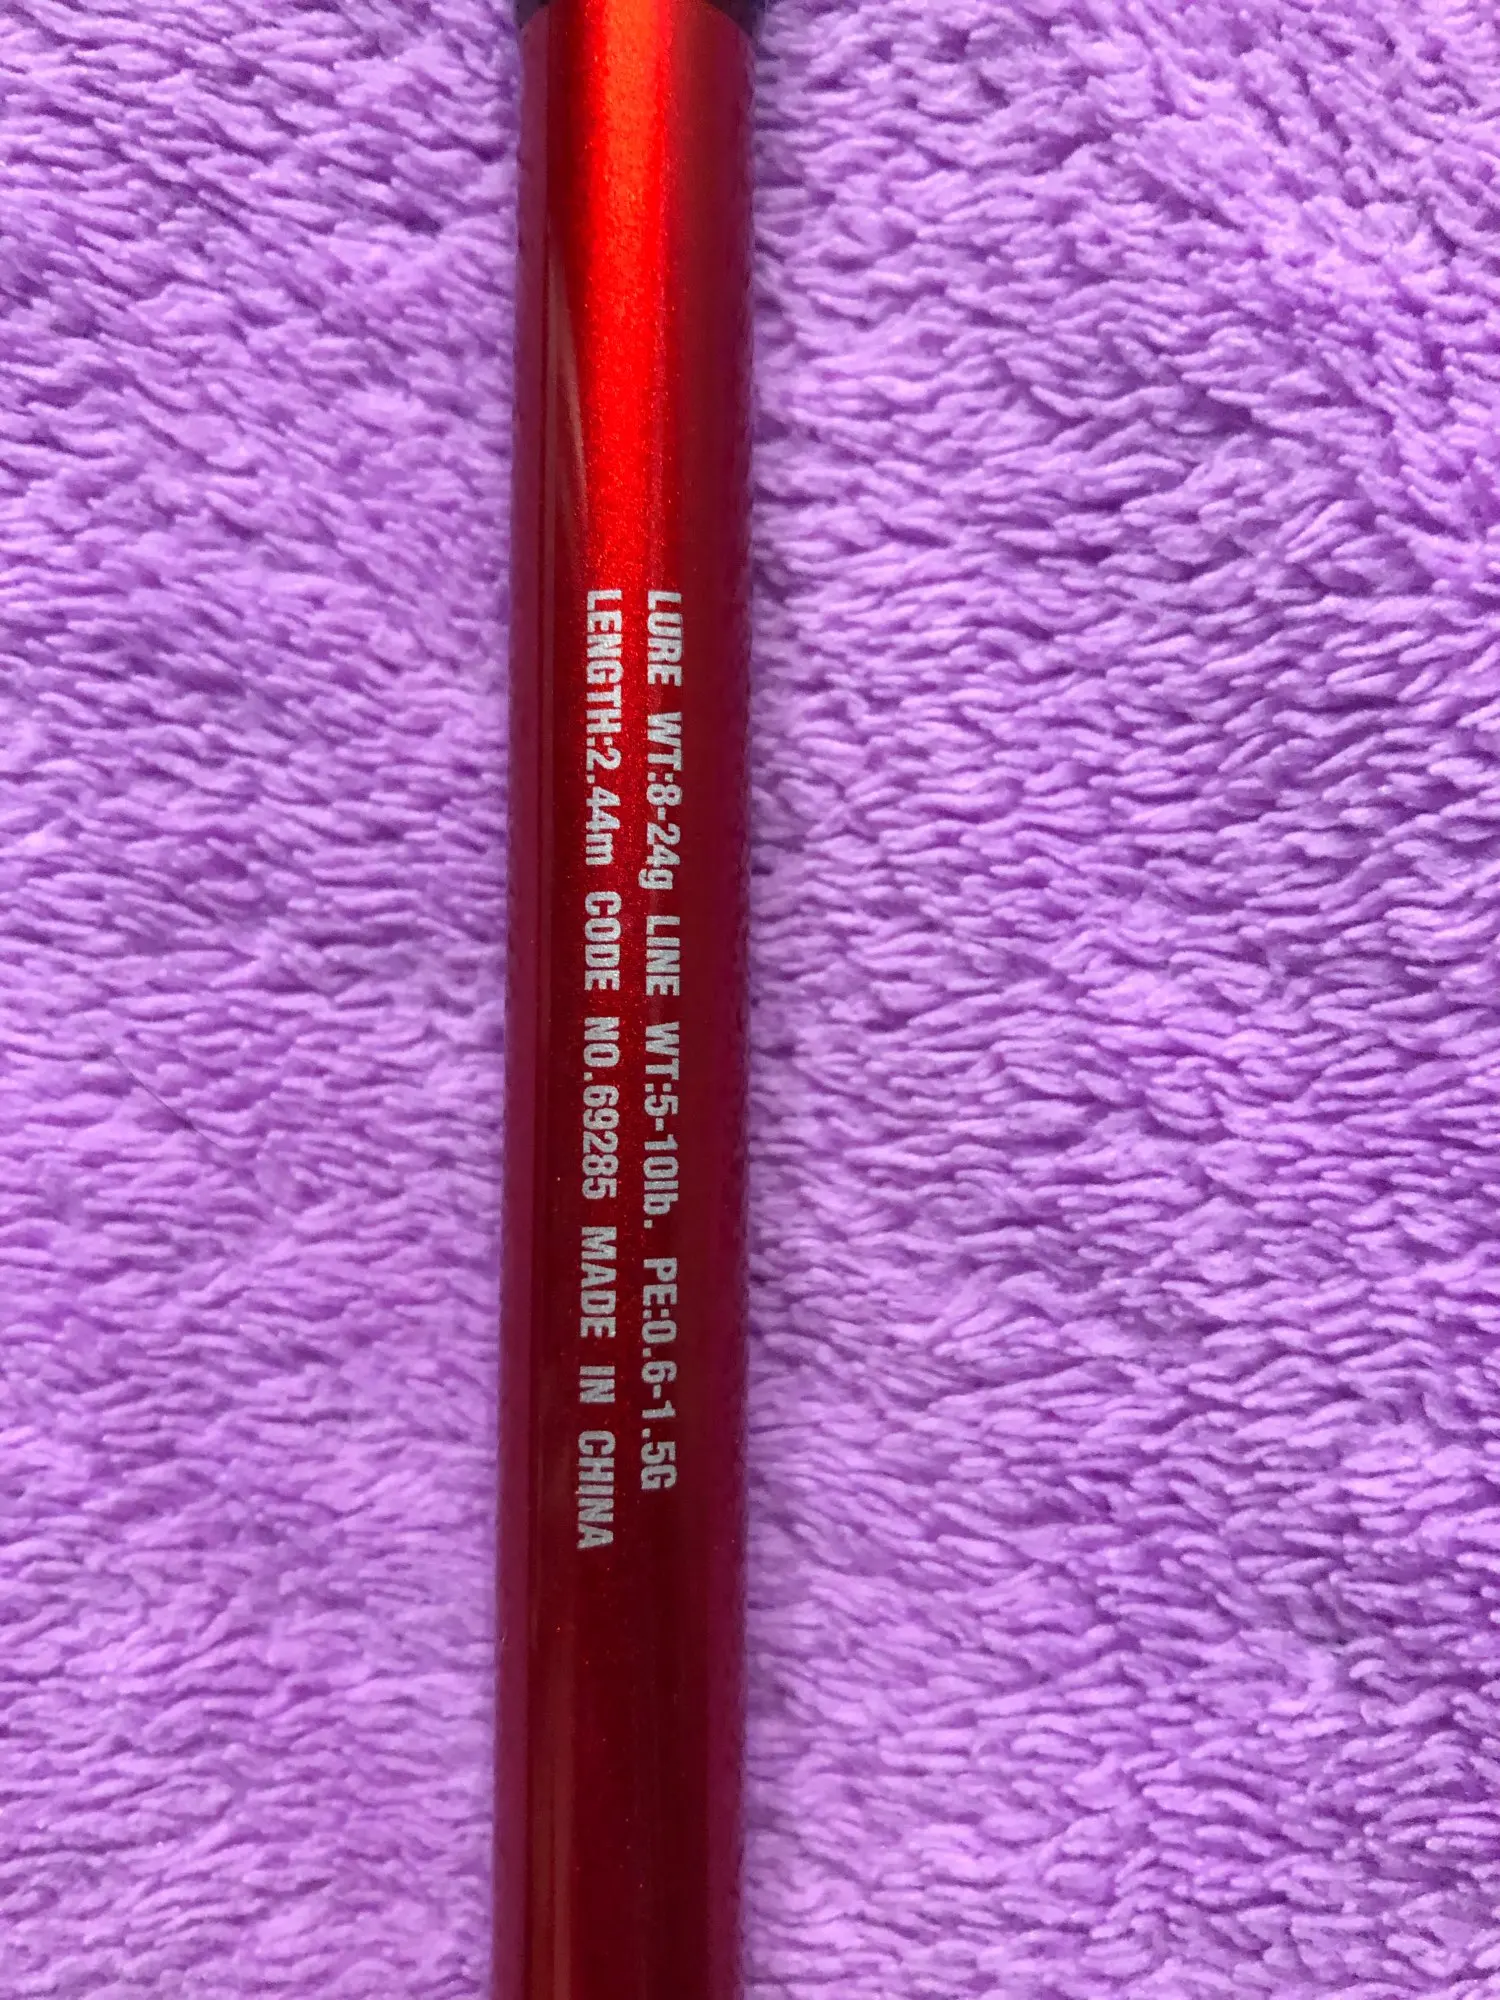 LURE WT:8-24g LINE WT:5-10lb. PE:0.6-1.5G
LENGTH:2.44m CODE NO.69285 MADE IN CHINA